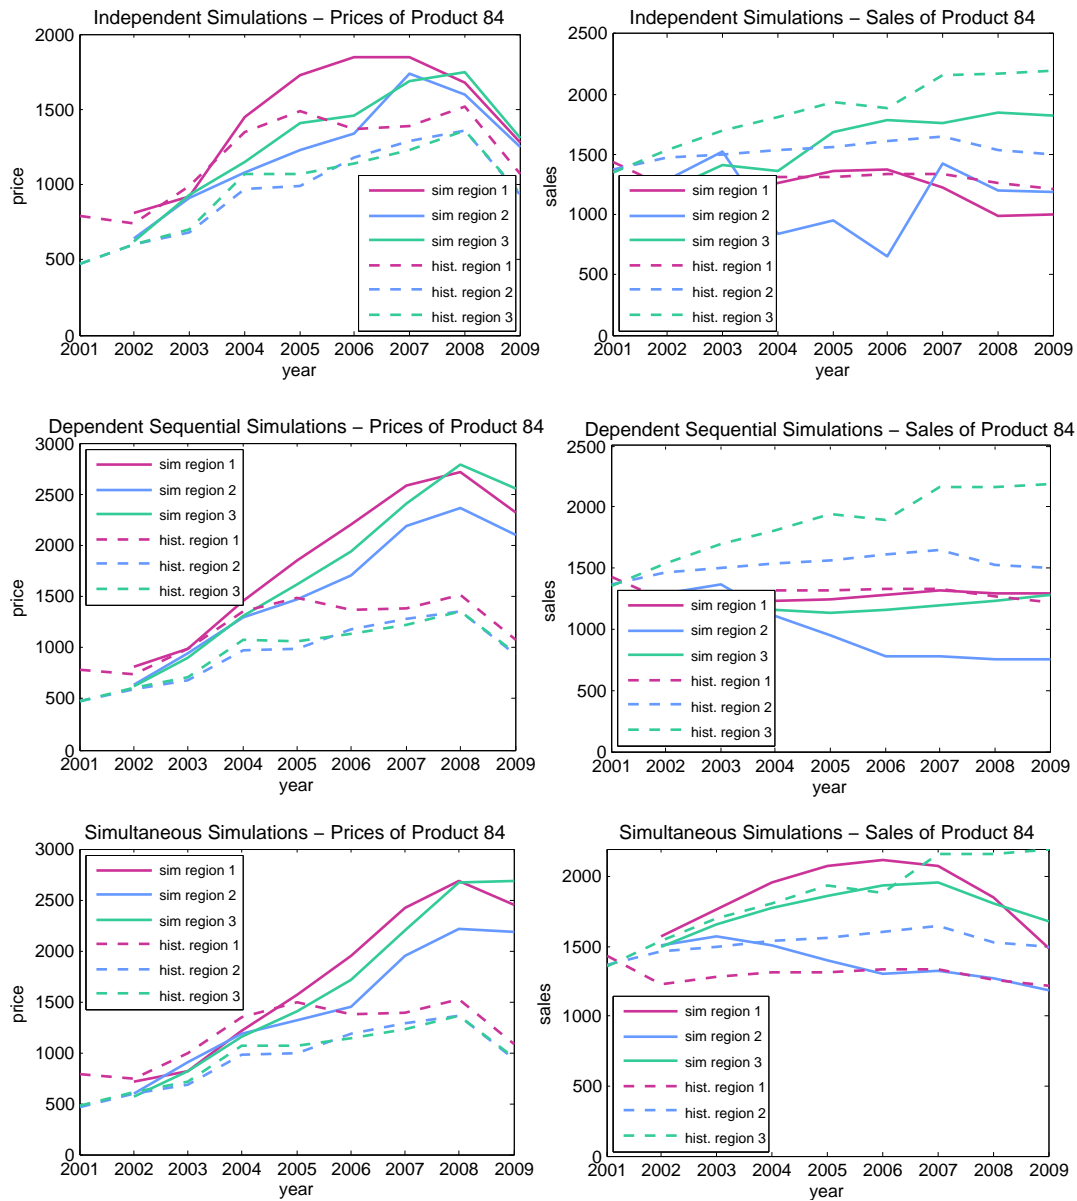 Independent Simulations – Prices of Product 84
2000
1500
1000
500
0
price
sim region 1
sim region 2
sim region 3
hist. region 1
hist. region 2
hist. region 3
2001 2002 2003 2004 2005 2006 2007 2008 2009
year
Independent Simulations – Sales of Product 84
2500
2000
1500
1000
500
0
sales
sim region 1
sim region 2
sim region 3
hist. region 1
hist. region 2
hist. region 3
2001 2002 2003 2004 2005 2006 2007 2008 2009
year
Dependent Sequential Simulations – Prices of Product 84
3000
2500
2000
1500
1000
500
0
price
sim region 1
sim region 2
sim region 3
hist. region 1
hist. region 2
hist. region 3
2001 2002 2003 2004 2005 2006 2007 2008 2009
year
Dependent Sequential Simulations – Sales of Product 84
2500
2000
1500
1000
500
0
sales
sim region 1
sim region 2
sim region 3
hist. region 1
hist. region 2
hist. region 3
2001 2002 2003 2004 2005 2006 2007 2008 2009
year
Simultaneous Simulations – Prices of Product 84
3000
2500
2000
1500
1000
500
0
price
sim region 1
sim region 2
sim region 3
hist. region 1
hist. region 2
hist. region 3
2001 2002 2003 2004 2005 2006 2007 2008 2009
year
Simultaneous Simulations – Sales of Product 84
2000
1500
1000
500
0
sales
sim region 1
sim region 2
sim region 3
hist. region 1
hist. region 2
hist. region 3
2001 2002 2003 2004 2005 2006 2007 2008 2009
year